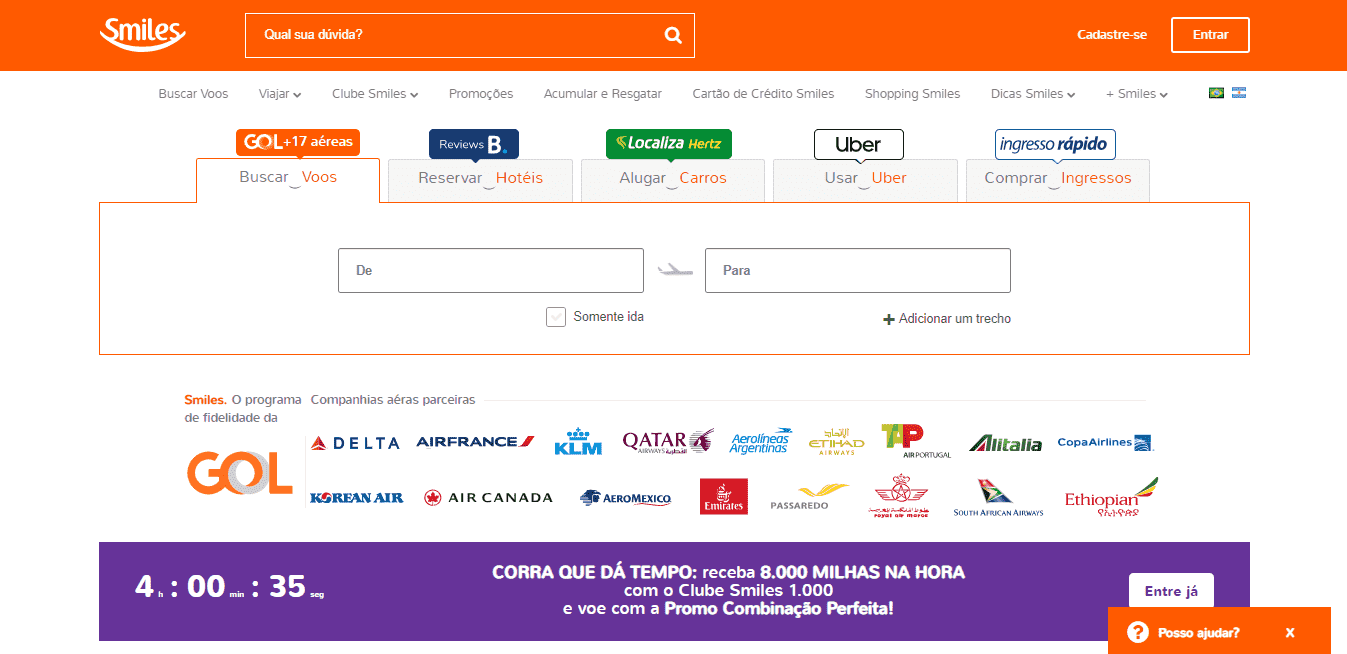 Smiles
Qual sua dúvida?
Cadastre-se
Entrar
Buscar Voos
Viajar
Clube Smiles
Promoções
Acumular e Resgatar
Cartão de Crédito Smiles
Shopping Smiles
Dicas Smiles
+ Smiles
GOL+17 aéreas
Reviews B.
Localiza Hertz
Uber
ingresso rápido
Buscar Voos
Reservar Hotéis
Alugar Carros
Usar Uber
Comprar Ingressos
De
Para
Somente ida
+ Adicionar um trecho
Smiles. O programa
de fidelidade da
GOL
Companhias aéras parceiras
DELTA
AIRFRANCE
KLM
QATAR
AIRWAYS القطرية
Aerolíneas
Argentinas
الإتحاد
ETIHAD
AIRWAYS
TAP
AIR PORTUGAL
Alitalia
CopaAirlines
KOREAN AIR
AIR CANADA
AEROMEXICO
Emirates
PASSAREDO
الخطوط الملكية المغربية
royal air maroc
SOUTH AFRICAN AIRWAYS
Ethiopian
የኢትዮጵያ
4 h : 00 min : 35 seg
CORRA QUE DÁ TEMPO: receba 8.000 MILHAS NA HORA
com o Clube Smiles 1.000
e voe com a Promo Combinação Perfeita!
Entre já
? Posso ajudar? X